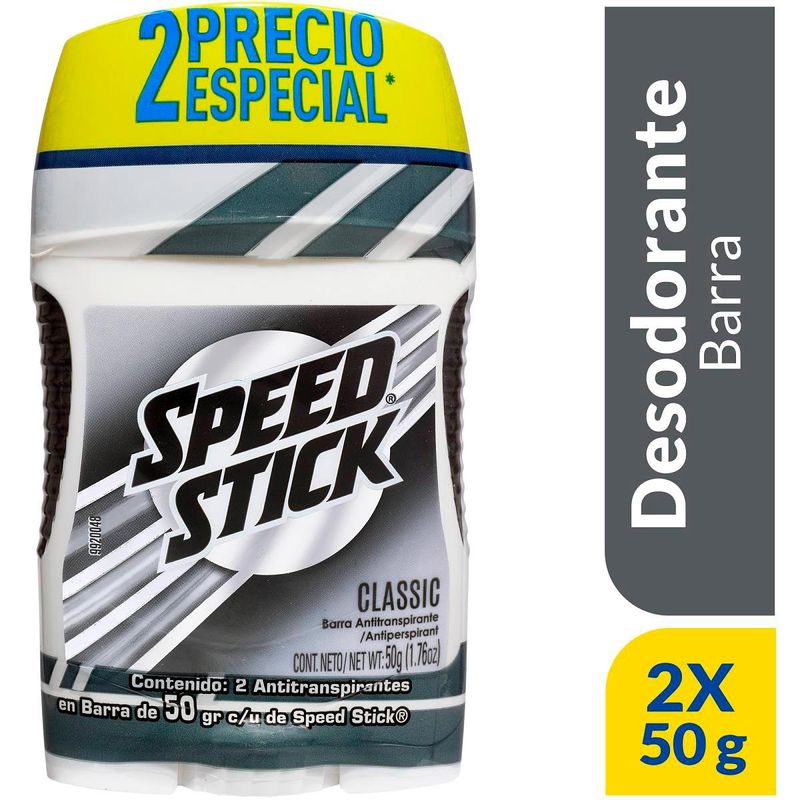 2 PRECIO
ESPECIAL*
SPEED
STICK®
9920048
CLASSIC
Barra Antitranspirante
/Antiperspirant
CONT. NETO/ NET WT: 50g (1.76oz)
Contenido: 2 Antitranspirantes
en Barra de 50 gr c/u de Speed Stick®
Desodorante
Barra
2X
50 g